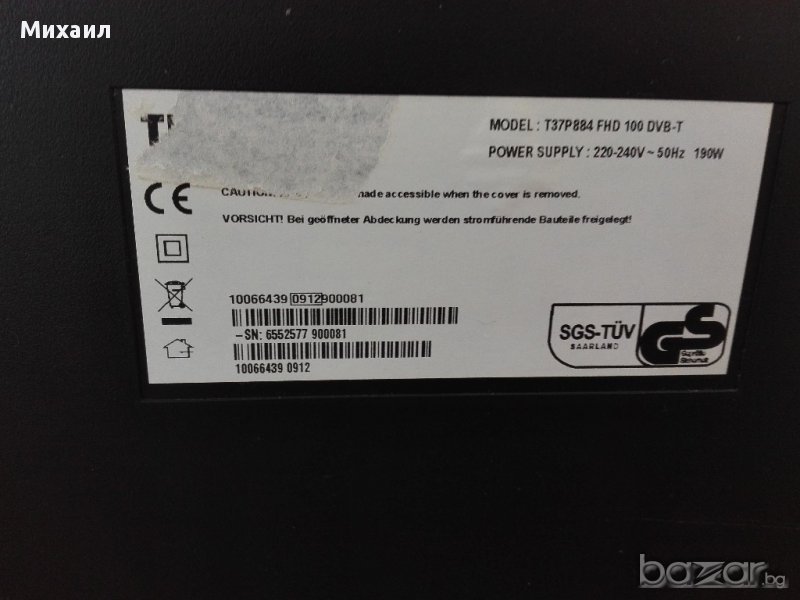 Михаил
MODEL : T37P884 FHD 100 DVB-T
POWER SUPPLY : 220-240V ~ 50Hz 190W
CE
CAUTION. made accessible when the cover is removed.
VORSICHT! Bei geöffneter Abdeckung werden stromführende Bauteile freigelegt!
10066439 0912 900081
-SN: 6552577 900081
10066439 0912
SGS-TÜV
SAARLAND
GS
bazar.bg